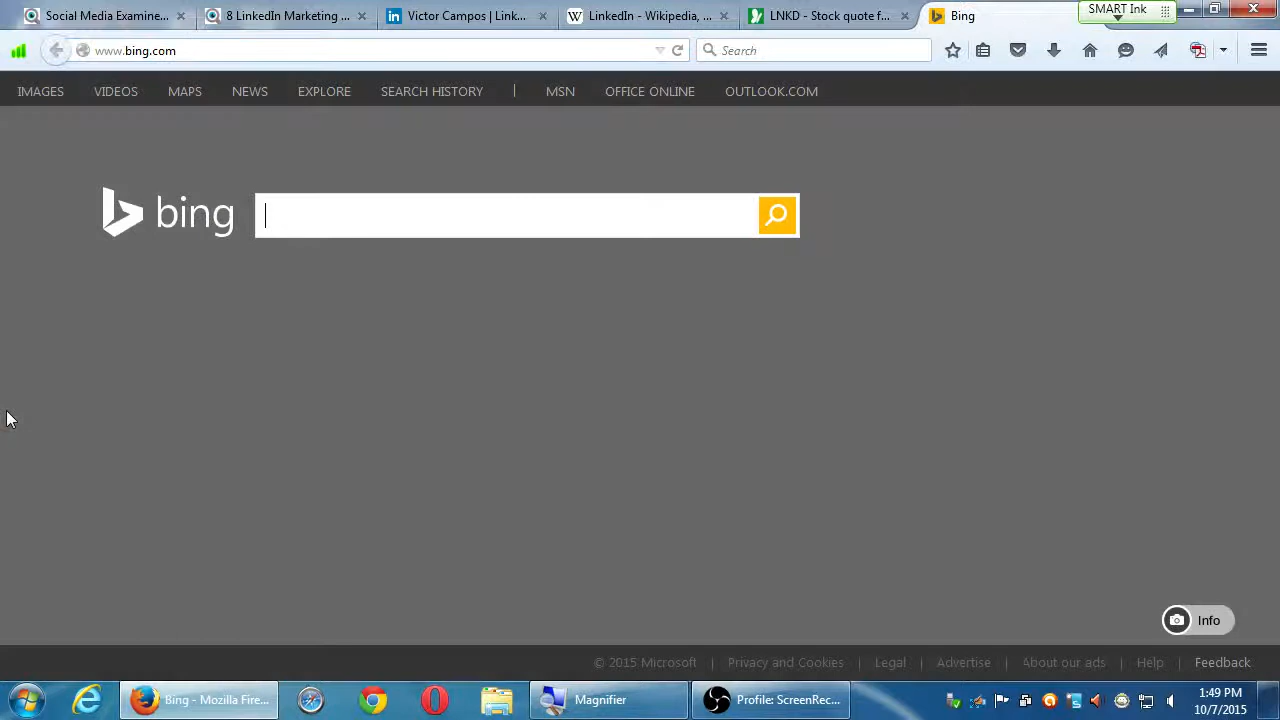 Social Media Examine...
LinkedIn Marketing ...
Victor Cartiños | Link...
LinkedIn - Wikipedia, ...
LNKD - Stock quote f...
Bing
SMART Ink
www.bing.com
Search
IMAGES VIDEOS MAPS NEWS EXPLORE SEARCH HISTORY | MSN OFFICE ONLINE OUTLOOK.COM
bing
Info
© 2015 Microsoft | Privacy and Cookies | Legal | Advertise | About our ads | Help | Feedback
Bing - Mozilla Fire...
Magnifier
Profile: ScreenRec...
1:49 PM
10/7/2015